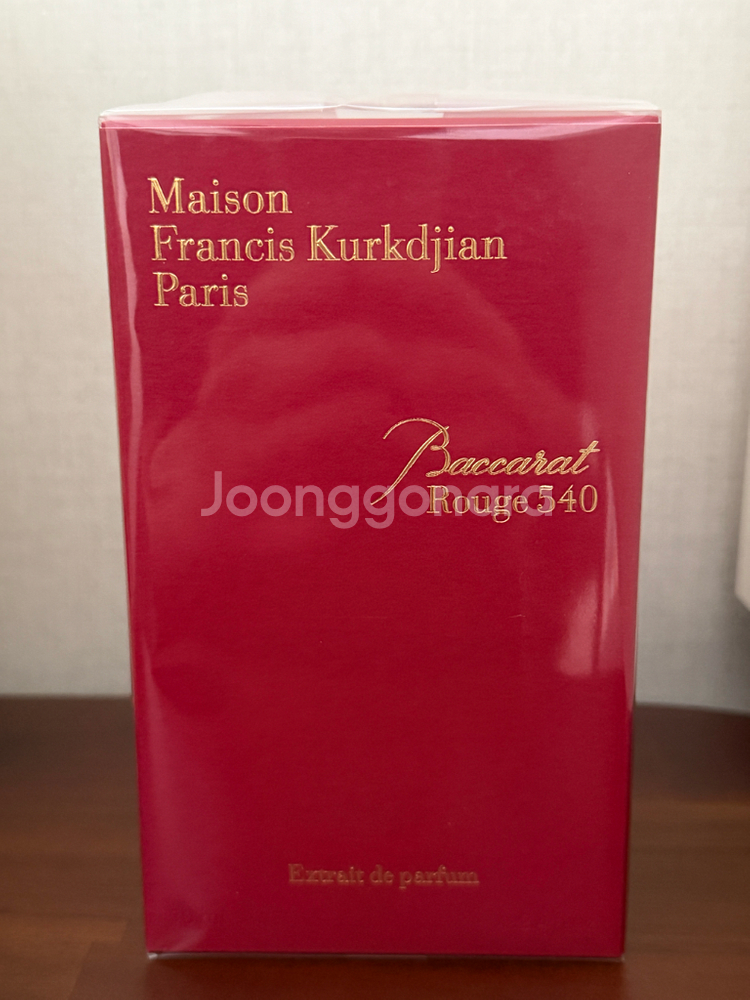 Maison
Francis Kurkdjian
Paris
Baccarat
Rouge 540
Joonggonara
Extrait de parfum